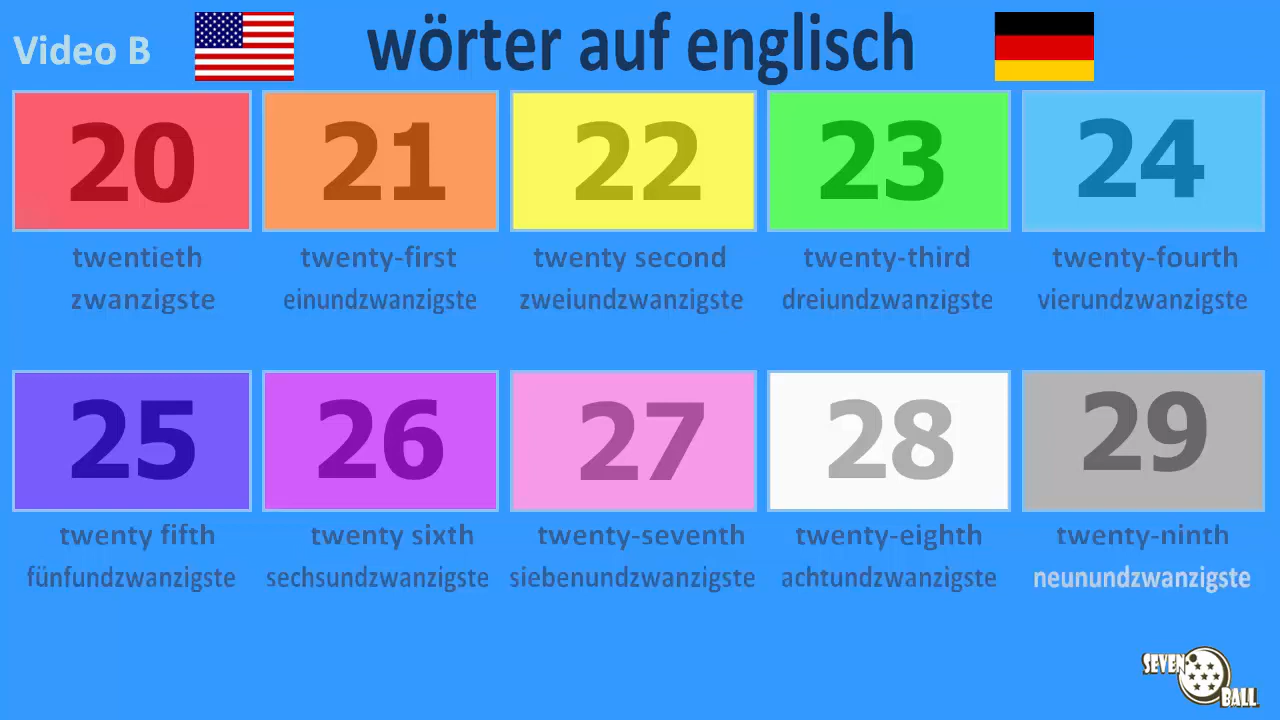 Video B
wörter auf englisch
20 21 22 23 24
twentieth twenty-first twenty second twenty-third twenty-fourth
zwanzigste einundzwanzigste zweiundzwanzigste dreiundzwanzigste vierundzwanzigste
25 26 27 28 29
twenty fifth twenty sixth twenty-seventh twenty-eighth twenty-ninth
fünfundzwanzigste sechsundzwanzigste siebenundzwanzigste achtundzwanzigste neunundzwanzigste
SEVEN
BALL